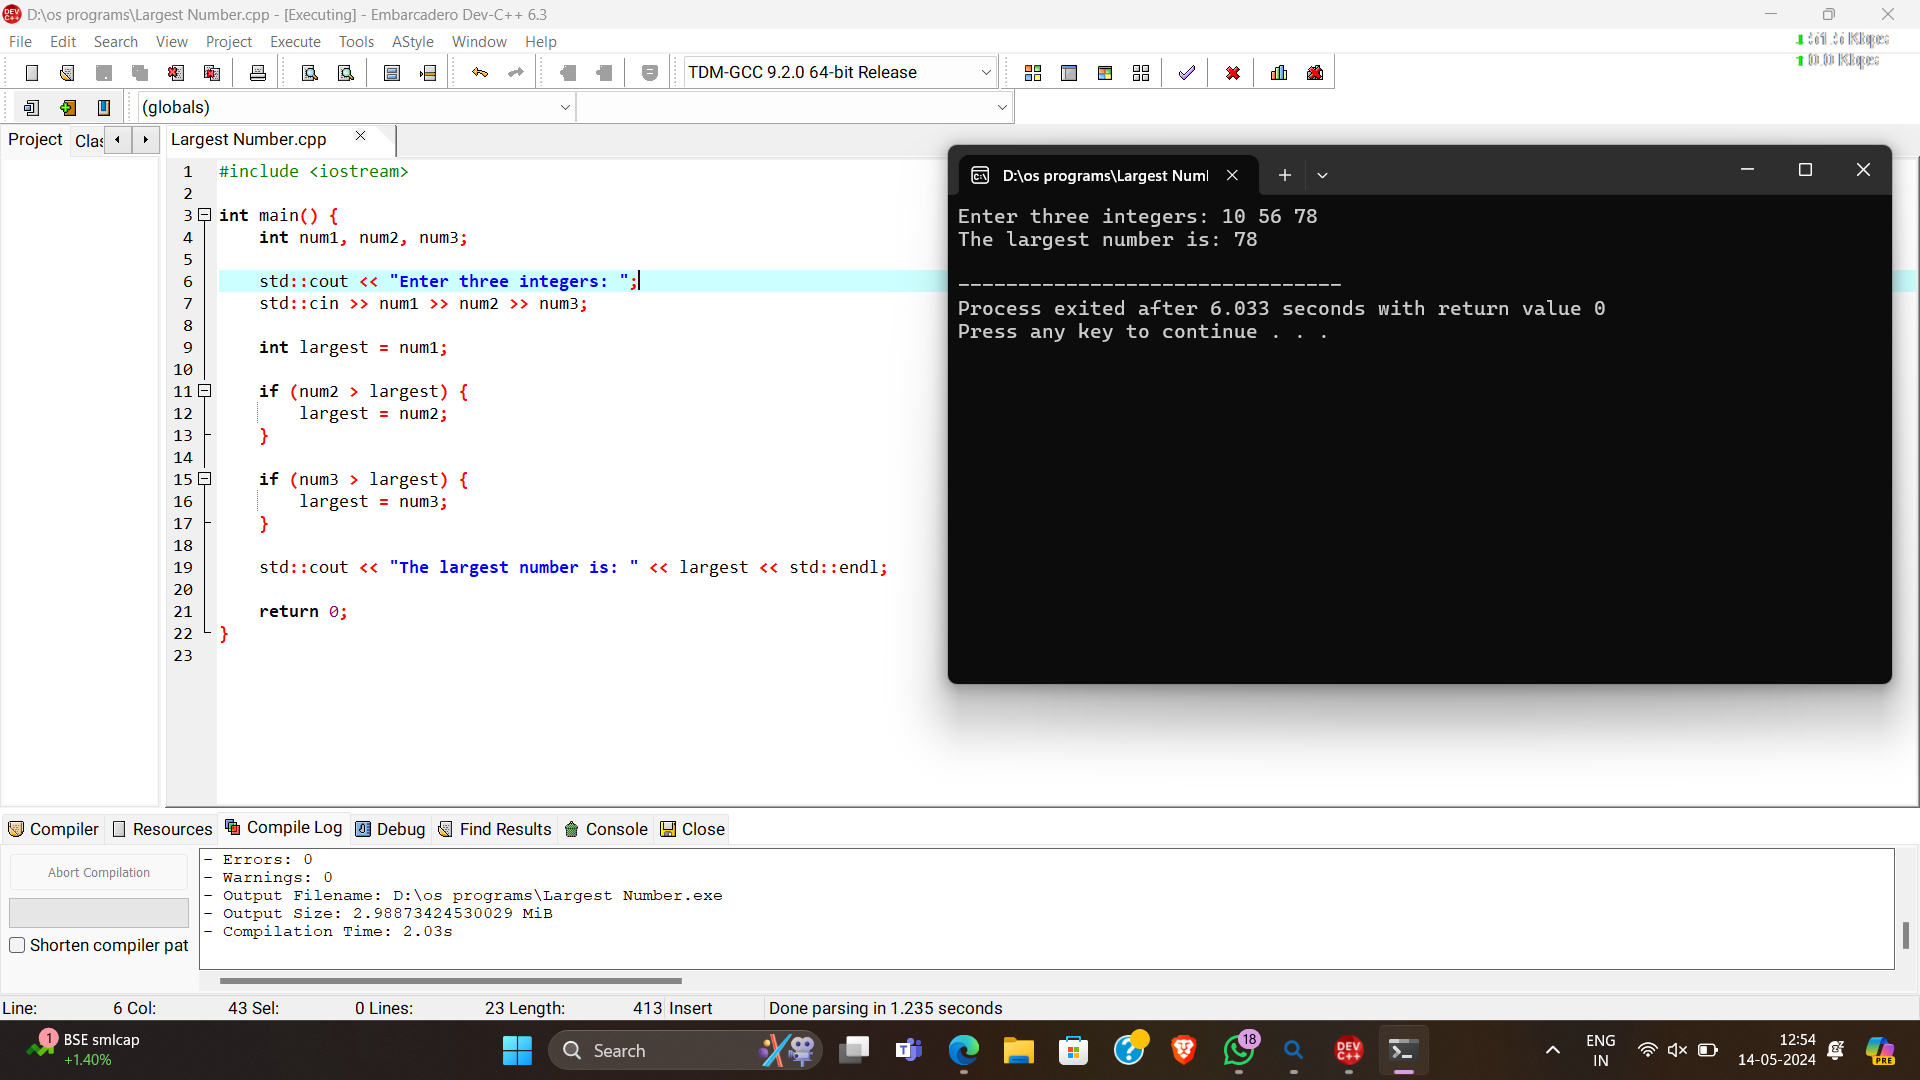 D:\os programs\Largest Number.cpp - [Executing] - Embarcadero Dev-C++ 6.3
File Edit Search View Project Execute Tools AStyle Window Help
51.5 Kbps
0.0 Kbps
TDM-GCC 9.2.0 64-bit Release
(globals)
Project Clas Largest Number.cpp
1 #include <iostream>
2
3 int main() {
4 int num1, num2, num3;
5
6 std::cout << "Enter three integers: ";
7 std::cin >> num1 >> num2 >> num3;
8
9 int largest = num1;
10
11 if (num2 > largest) {
12 largest = num2;
13 }
14
15 if (num3 > largest) {
16 largest = num3;
17 }
18
19 std::cout << "The largest number is: " << largest << std::endl;
20
21 return 0;
22 }
23
D:\os programs\Largest Numl
Enter three integers: 10 56 78
The largest number is: 78
--------------------------------
Process exited after 6.033 seconds with return value 0
Press any key to continue . . .
Compiler Resources Compile Log Debug Find Results Console Close
Abort Compilation
Shorten compiler pat
- Errors: 0
- Warnings: 0
- Output Filename: D:\os programs\Largest Number.exe
- Output Size: 2.98873424530029 MiB
- Compilation Time: 2.03s
Line: 6 Col: 43 Sel: 0 Lines: 23 Length: 413 Insert Done parsing in 1.235 seconds
1
BSE smlcap
+1.40%
Search
18
DEV
C++
ENG
IN
12:54
14-05-2024
PRE